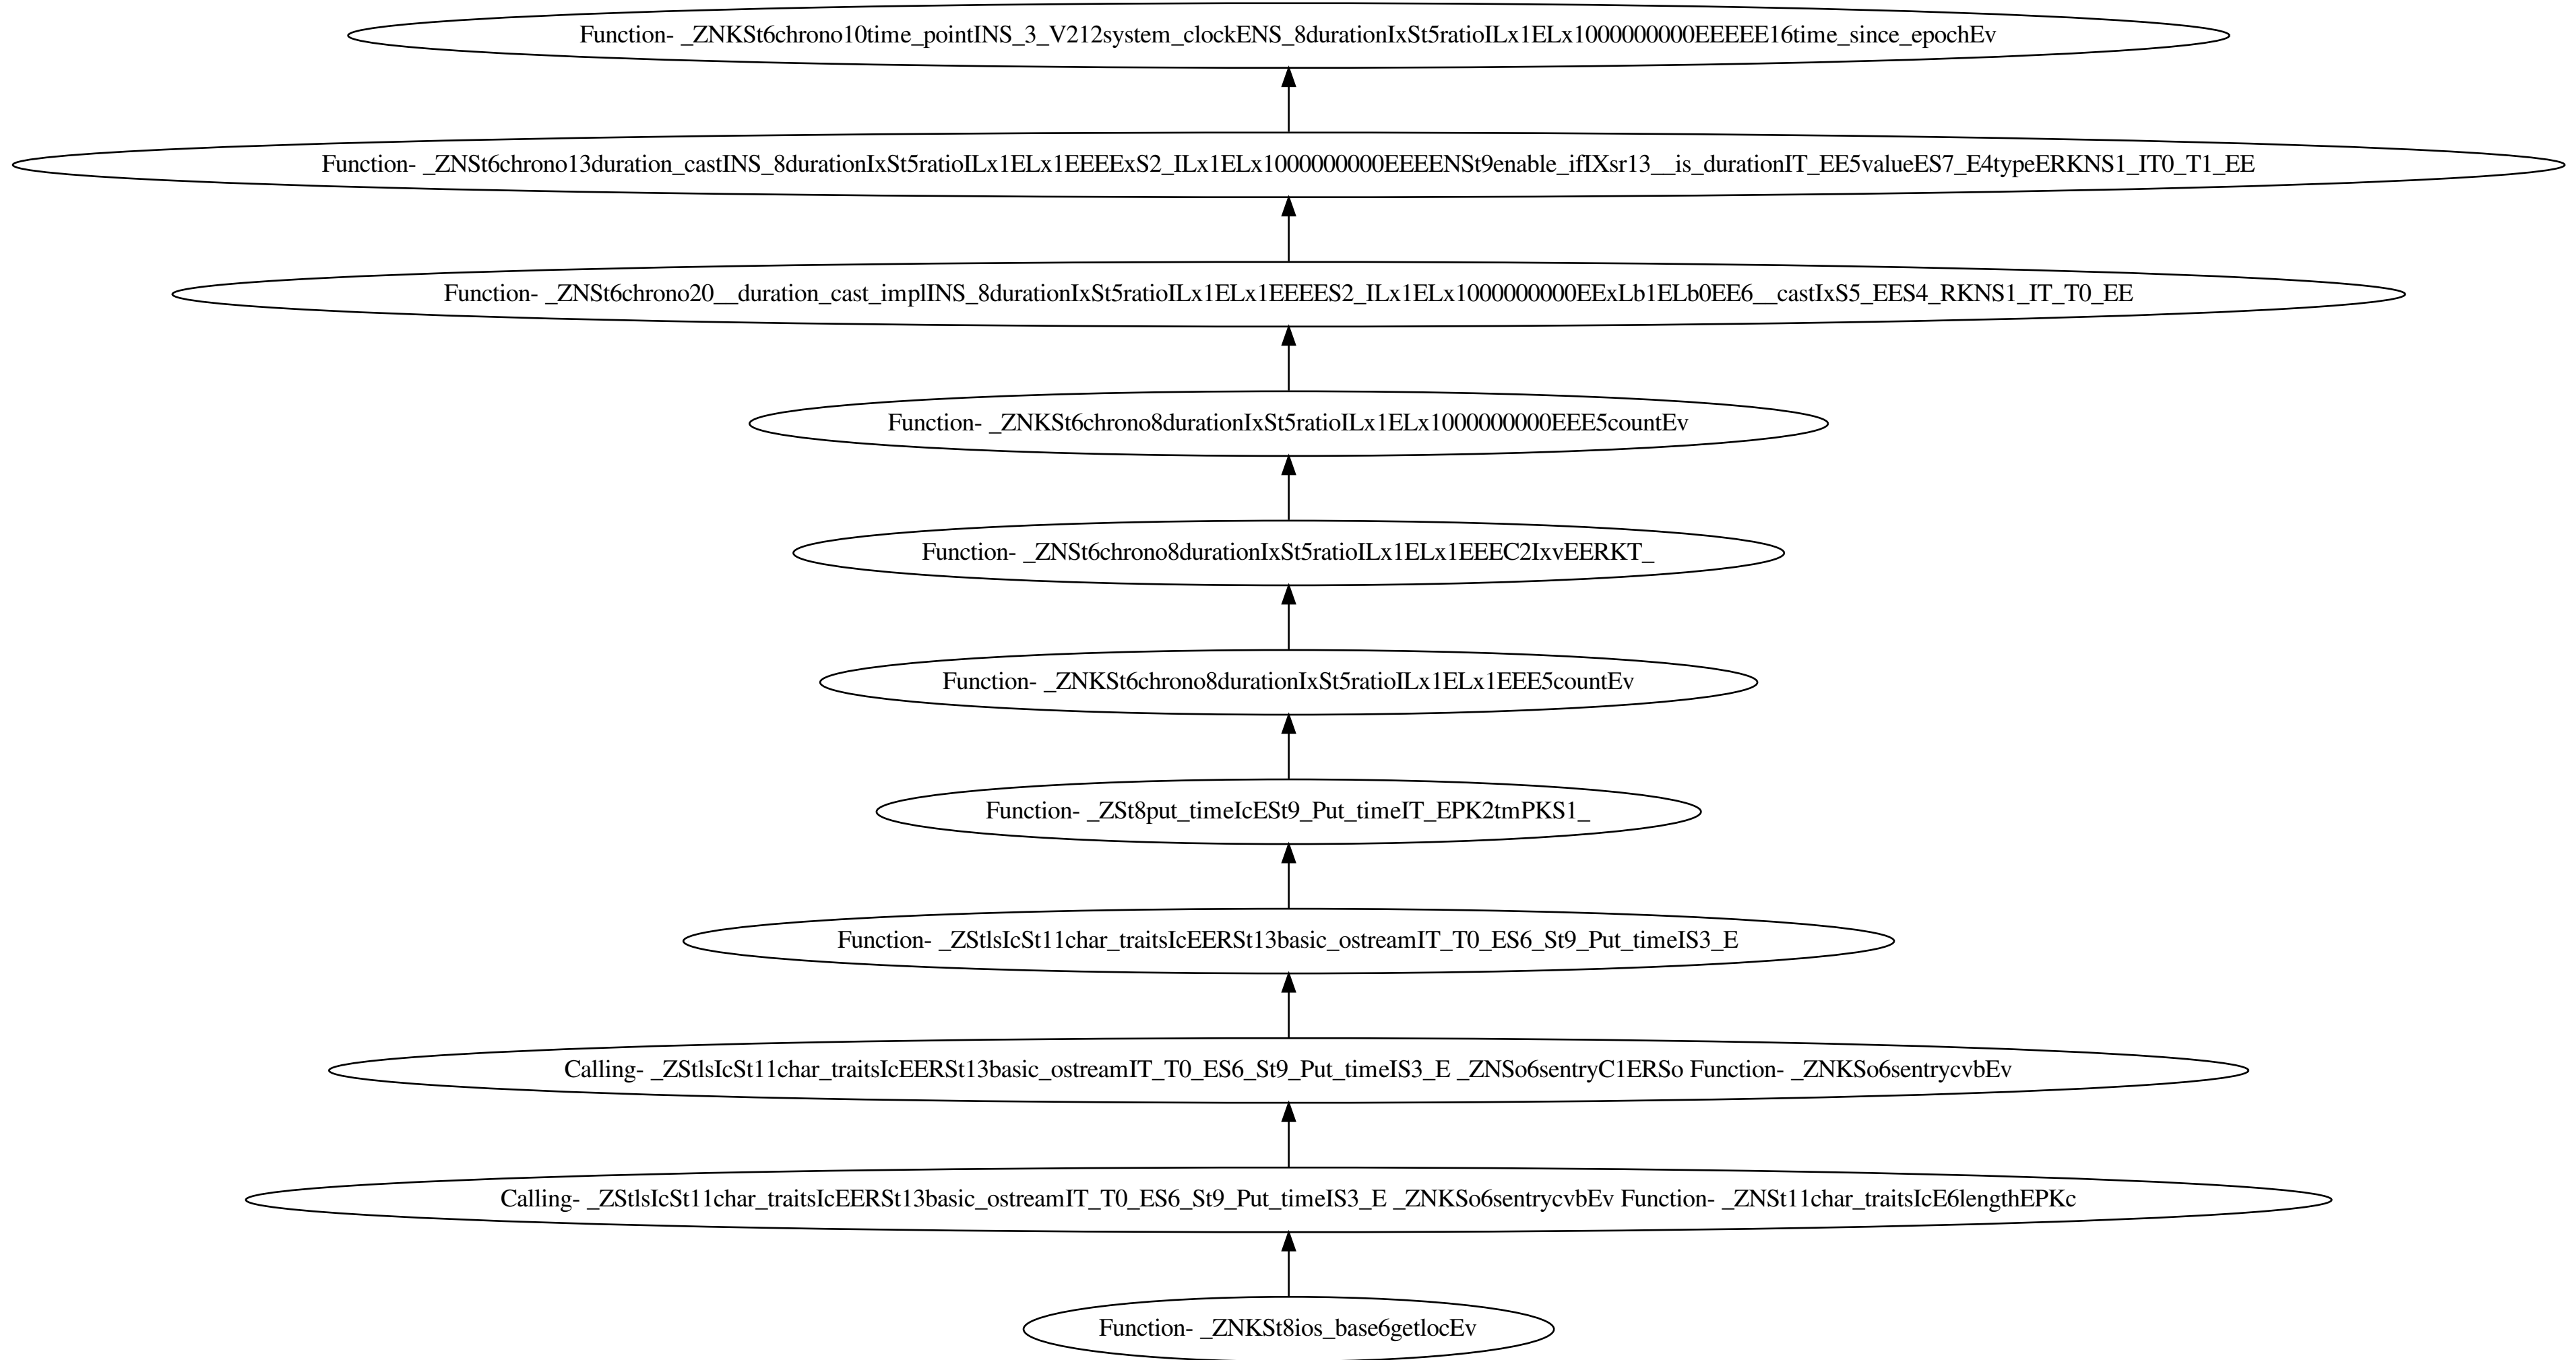 Function- _ZNKSt6chrono10time_pointINS_3_V212system_clockENS_8durationIxSt5ratioILx1ELx1000000000EEEEE16time_since_epochEv
Function- _ZNSt6chrono13duration_castINS_8durationIxSt5ratioILx1ELx1EEEExS2_ILx1ELx1000000000EEEENSt9enable_ifIXsr13__is_durationIT_EE5valueES7_E4typeERKNS1_IT0_T1_EE
Function- _ZNSt6chrono20__duration_cast_implINS_8durationIxSt5ratioILx1ELx1EEEES2_ILx1ELx1000000000EExLb1ELb0EE6__castIxS5_EES4_RKNS1_IT_T0_EE
Function- _ZNKSt6chrono8durationIxSt5ratioILx1ELx1000000000EEE5countEv
Function- _ZNSt6chrono8durationIxSt5ratioILx1ELx1EEEC2IxvEERKT_
Function- _ZNKSt6chrono8durationIxSt5ratioILx1ELx1EEE5countEv
Function- _ZSt8put_timeIcESt9_Put_timeIT_EPK2tmPKS1_
Function- _ZStlsIcSt11char_traitsIcEERSt13basic_ostreamIT_T0_ES6_St9_Put_timeIS3_E
Calling- _ZStlsIcSt11char_traitsIcEERSt13basic_ostreamIT_T0_ES6_St9_Put_timeIS3_E _ZNSo6sentryC1ERSo Function- _ZNKSo6sentrycvbEv
Calling- _ZStlsIcSt11char_traitsIcEERSt13basic_ostreamIT_T0_ES6_St9_Put_timeIS3_E _ZNKSo6sentrycvbEv Function- _ZNSt11char_traitsIcE6lengthEPKc
Function- _ZNKSt8ios_base6getlocEv